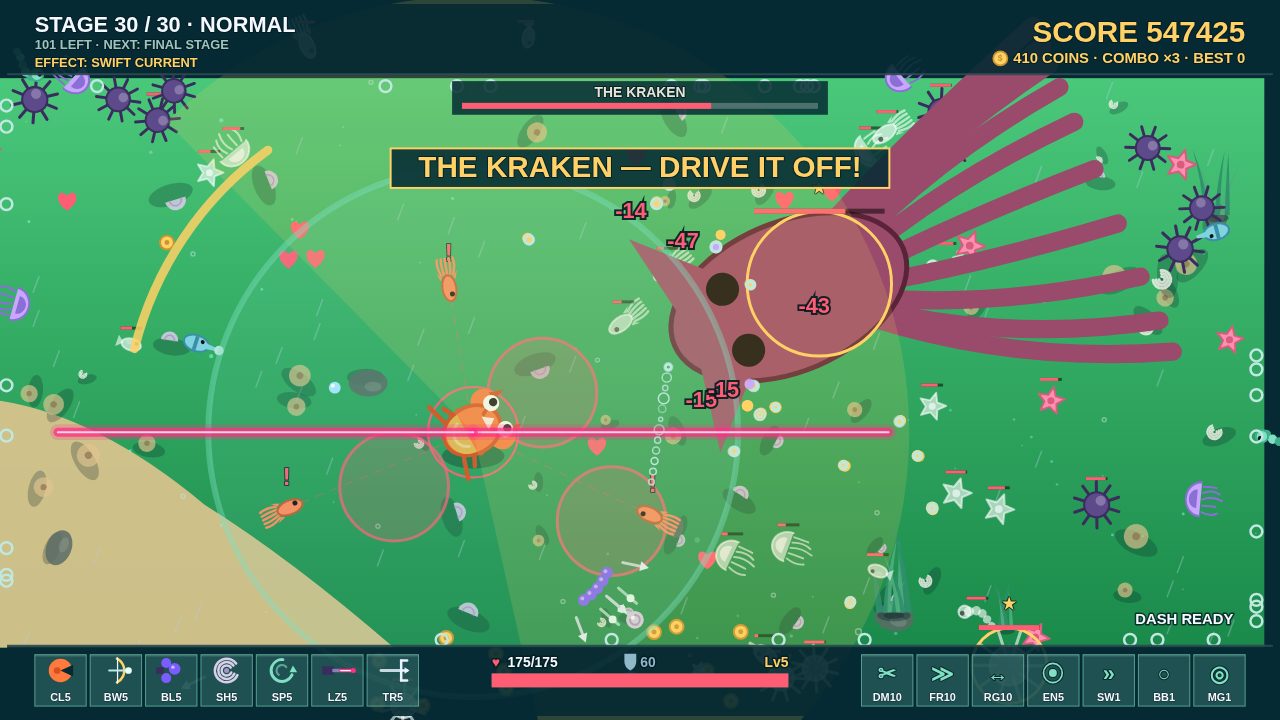 STAGE 30 / 30 · NORMAL
101 LEFT · NEXT: FINAL STAGE
EFFECT: SWIFT CURRENT
SCORE 547425
410 COINS · COMBO ×3 · BEST 0
THE KRAKEN
THE KRAKEN — DRIVE IT OFF!
-14
-47
-43
-15
-15
!
!
!
DASH READY
CL5
BW5
BL5
SH5
SP5
LZ5
TR5
175/175
60
Lv5
DM10
FR10
RG10
EN5
SW1
BB1
MG1